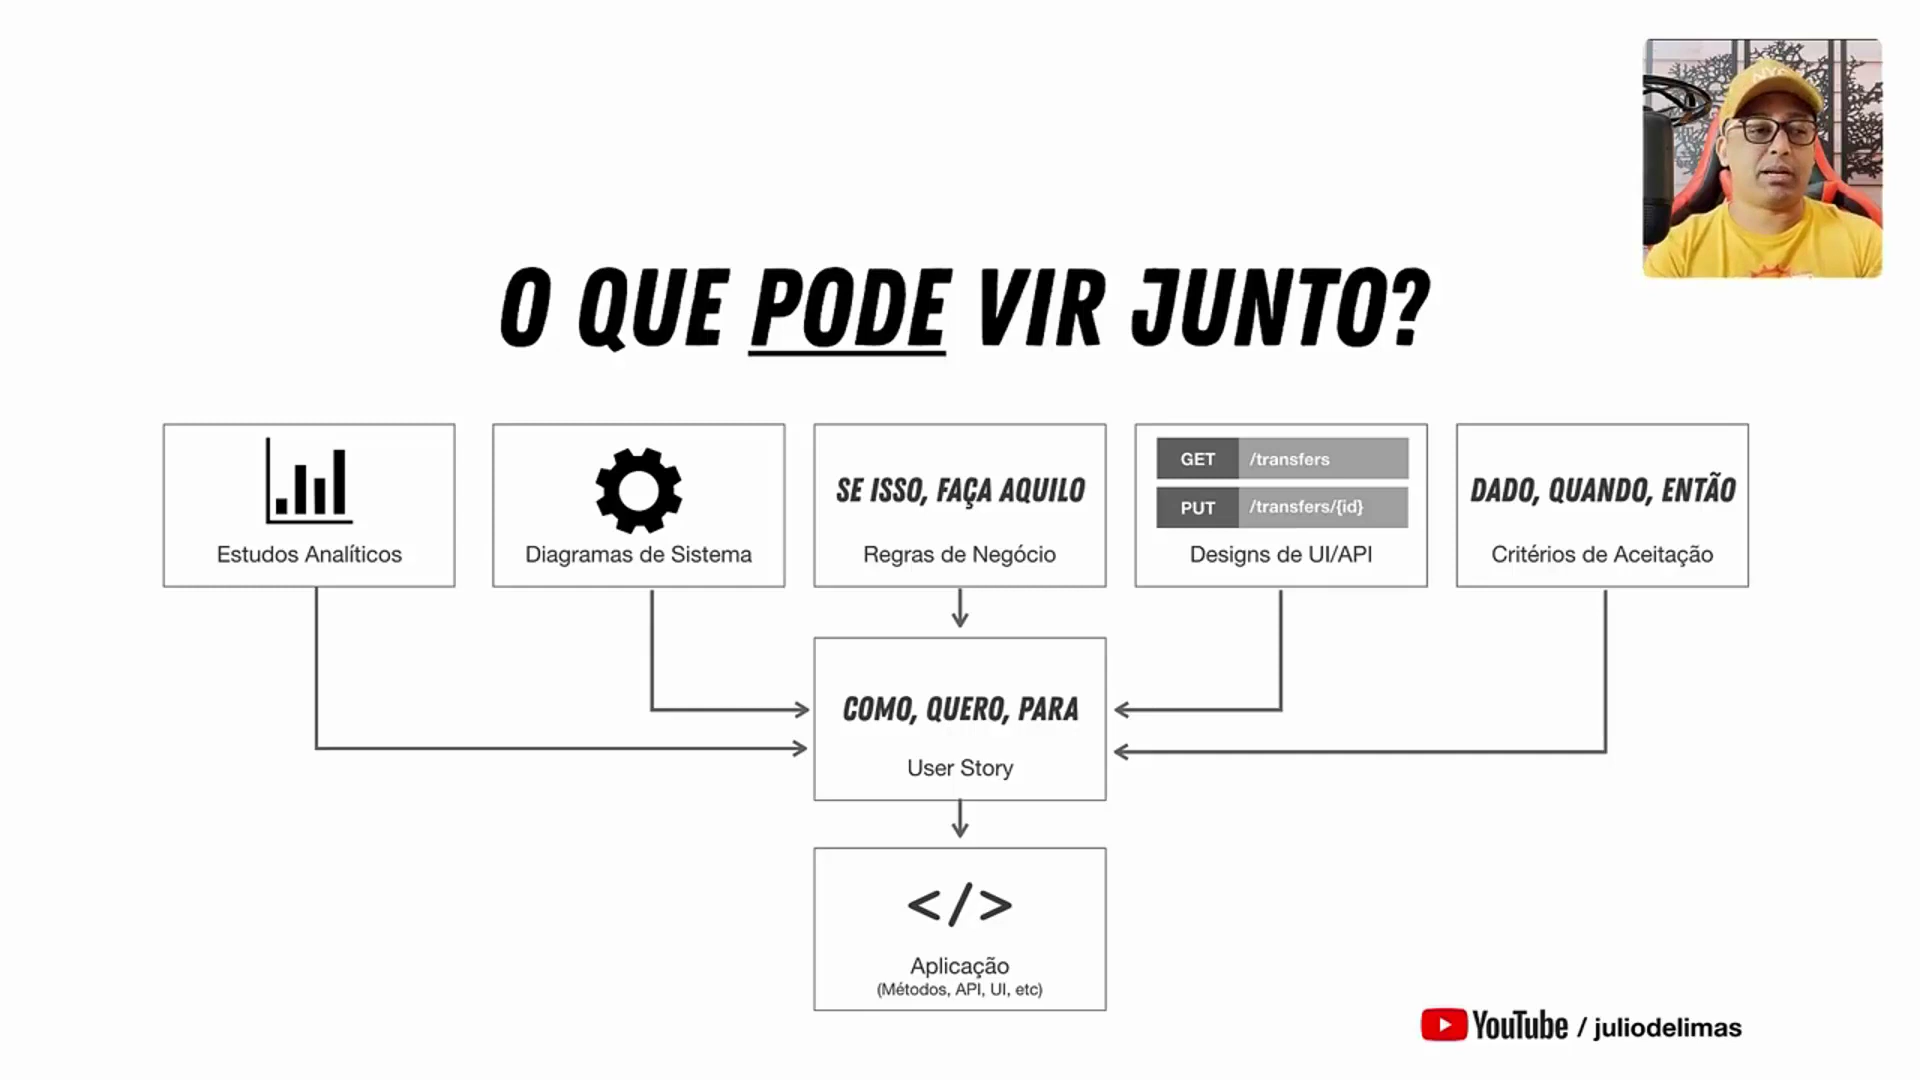 O QUE PODE VIR JUNTO?
Estudos Analíticos
Diagramas de Sistema
SE ISSO, FAÇA AQUILO
Regras de Negócio
GET /transfers
PUT /transfers/{id}
Designs de UI/API
DADO, QUANDO, ENTÃO
Critérios de Aceitação
COMO, QUERO, PARA
User Story
</>
Aplicação
(Métodos, API, UI, etc)
YouTube / juliodelimas